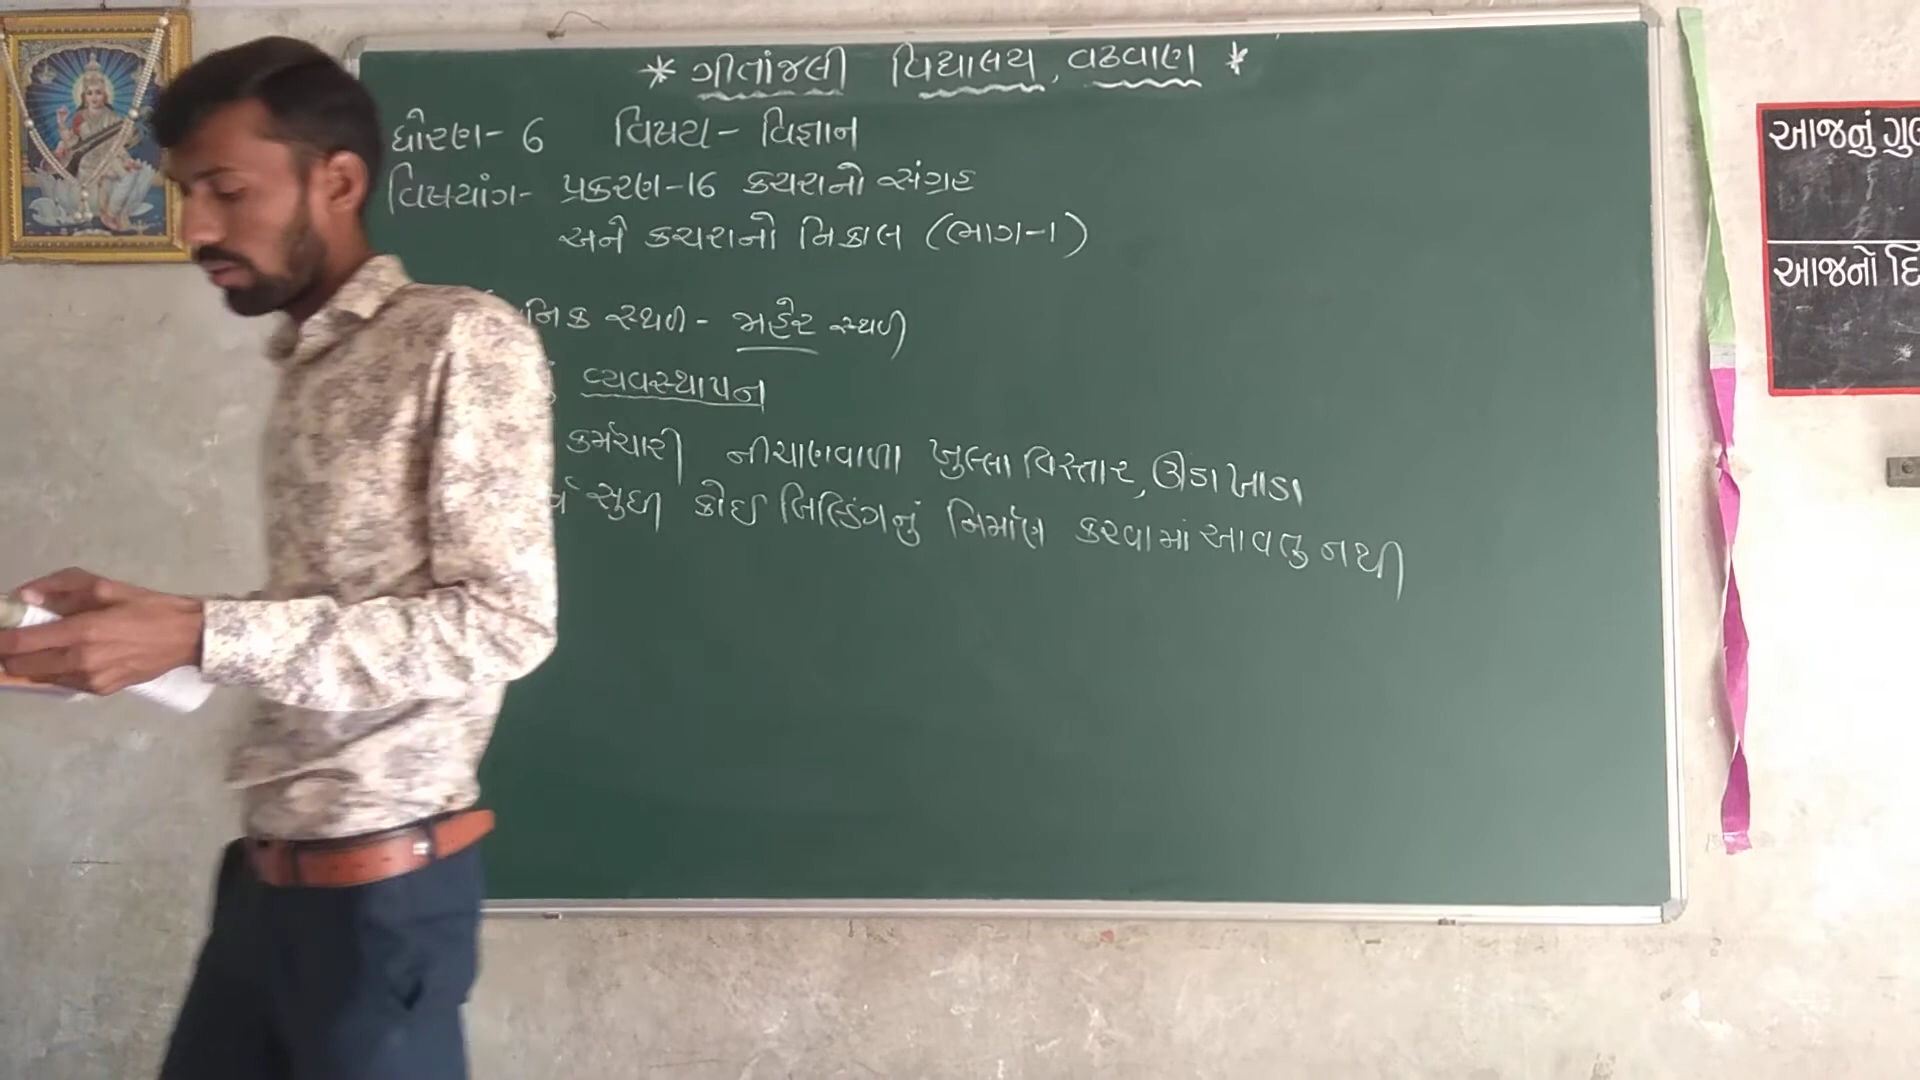 * ગીતાંજલી વિદ્યાલય, વઢવાણ *
ધોરણ - 6 વિષય - વિજ્ઞાન
વિષયાંગ - પ્રકરણ-16 કચરાનો સંગ્રહ
અને કચરાનો નિકાલ (ભાગ-1)
નિક સ્થળ - જાહેર સ્થળ
વ્યવસ્થાપન
કર્મચારી નીચાણવાળા ખુલ્લા વિસ્તાર, ઊંડા ખાડા
ર્ષ સુધી કોઈ બિલ્ડિંગનું નિર્માણ કરવામાં આવતુ નથી
આજનું ગુ
આજનો દિ